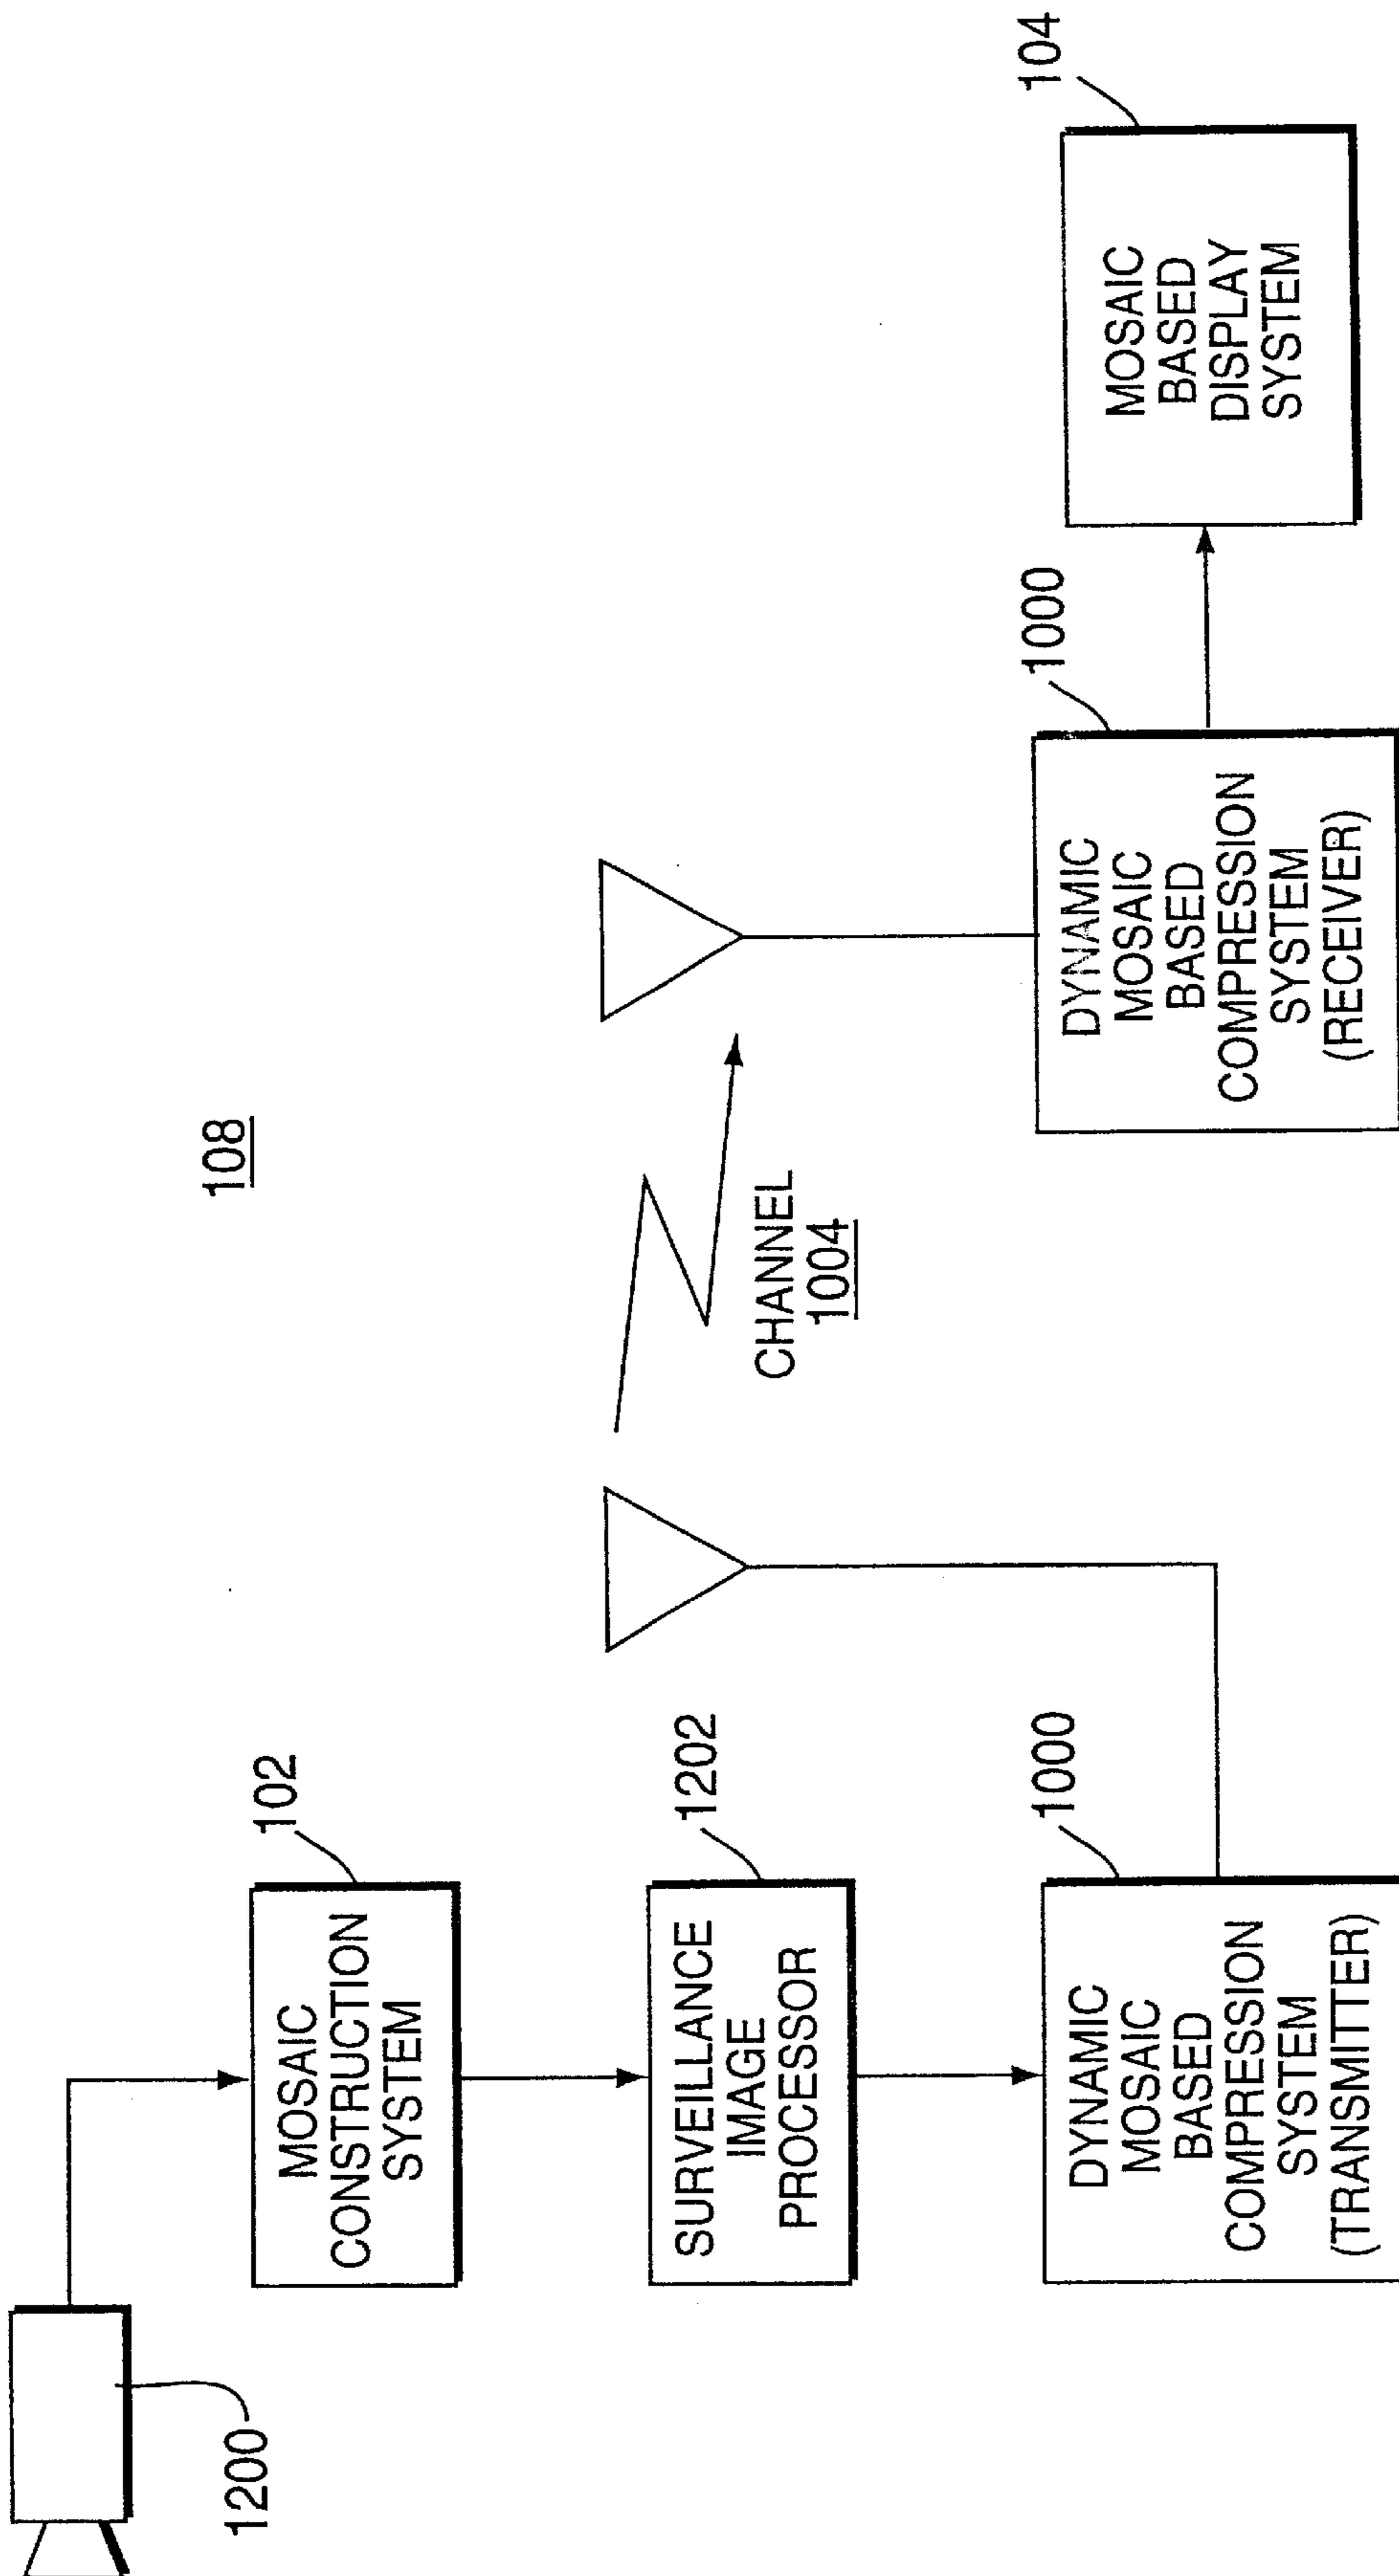 108
1200
102
MOSAIC
CONSTRUCTION
SYSTEM
1202
SURVEILLANCE
IMAGE
PROCESSOR
1000
DYNAMIC
MOSAIC
BASED
COMPRESSION
SYSTEM
(TRANSMITTER)
CHANNEL
1004
1000
DYNAMIC
MOSAIC
BASED
COMPRESSION
SYSTEM
(RECEIVER)
104
MOSAIC
BASED
DISPLAY
SYSTEM